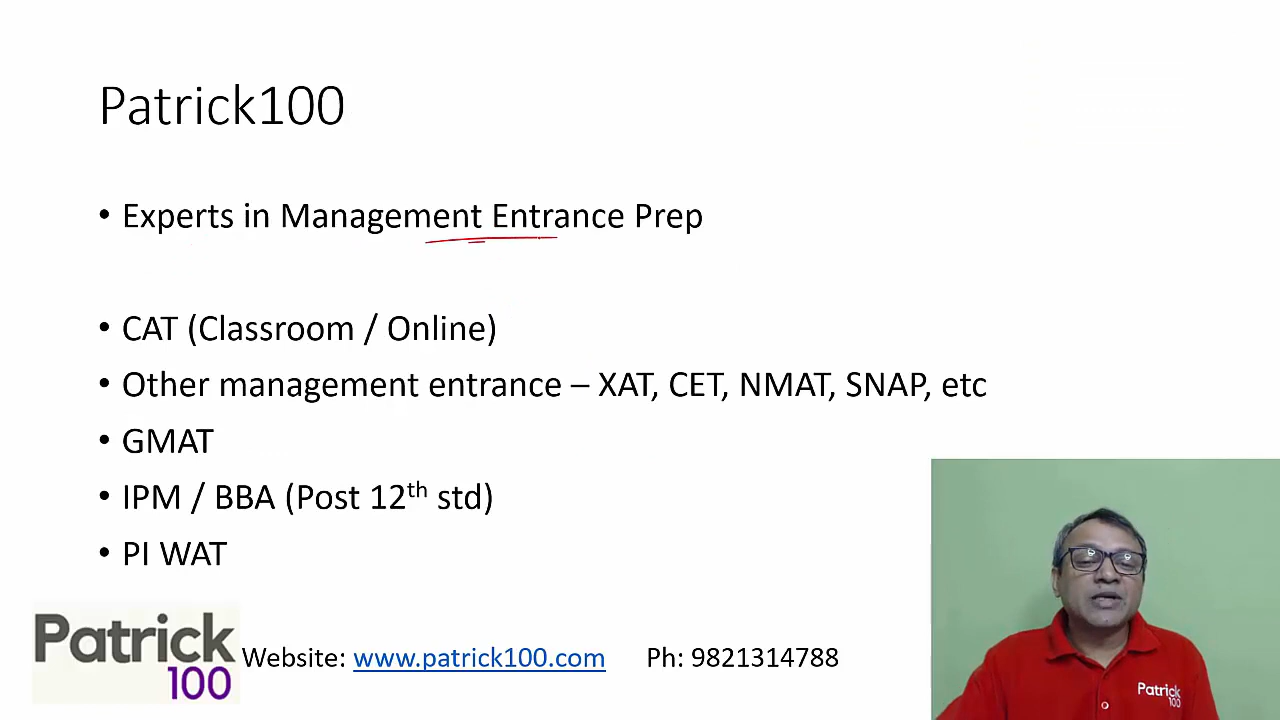 Patrick100
• Experts in Management Entrance Prep
• CAT (Classroom / Online)
• Other management entrance – XAT, CET, NMAT, SNAP, etc
• GMAT
• IPM / BBA (Post 12th std)
• PI WAT
Patrick
100
Website: www.patrick100.com Ph: 9821314788
Patrick
100